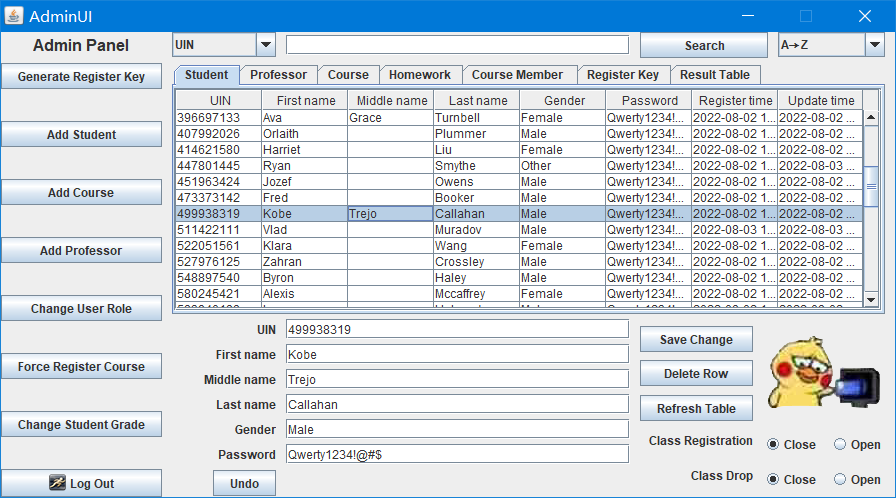 AdminUI
Admin Panel
UIN
Search
A→Z
Generate Register Key
Add Student
Add Course
Add Professor
Change User Role
Force Register Course
Change Student Grade
Log Out
Student Professor Course Homework Course Member Register Key Result Table
UIN First name Middle name Last name Gender Password Register time Update time
396697133 Ava Grace Turnbell Female Qwerty1234!... 2022-08-02 1... 2022-08-02 ...
407992026 Orlaith Plummer Male Qwerty1234!... 2022-08-02 1... 2022-08-02 ...
414621580 Harriet Liu Female Qwerty1234!... 2022-08-02 1... 2022-08-02 ...
447801445 Ryan Smythe Other Qwerty1234!... 2022-08-02 1... 2022-08-03 ...
451963424 Jozef Owens Male Qwerty1234!... 2022-08-02 1... 2022-08-02 ...
473373142 Fred Booker Male Qwerty1234!... 2022-08-02 1... 2022-08-02 ...
499938319 Kobe Trejo Callahan Male Qwerty1234!... 2022-08-02 1... 2022-08-02 ...
511422111 Vlad Muradov Male Qwerty1234!... 2022-08-03 1... 2022-08-03 ...
522051561 Klara Wang Female Qwerty1234!... 2022-08-02 1... 2022-08-02 ...
527976125 Zahran Crossley Male Qwerty1234!... 2022-08-02 1... 2022-08-02 ...
548897540 Byron Haley Male Qwerty1234!... 2022-08-02 1... 2022-08-02 ...
580245421 Alexis Mccaffrey Female Qwerty1234!... 2022-08-02 1... 2022-08-02 ...
UIN 499938319
First name Kobe
Middle name Trejo
Last name Callahan
Gender Male
Password Qwerty1234!@#$
Undo
Save Change
Delete Row
Refresh Table
Class Registration Close Open
Class Drop Close Open